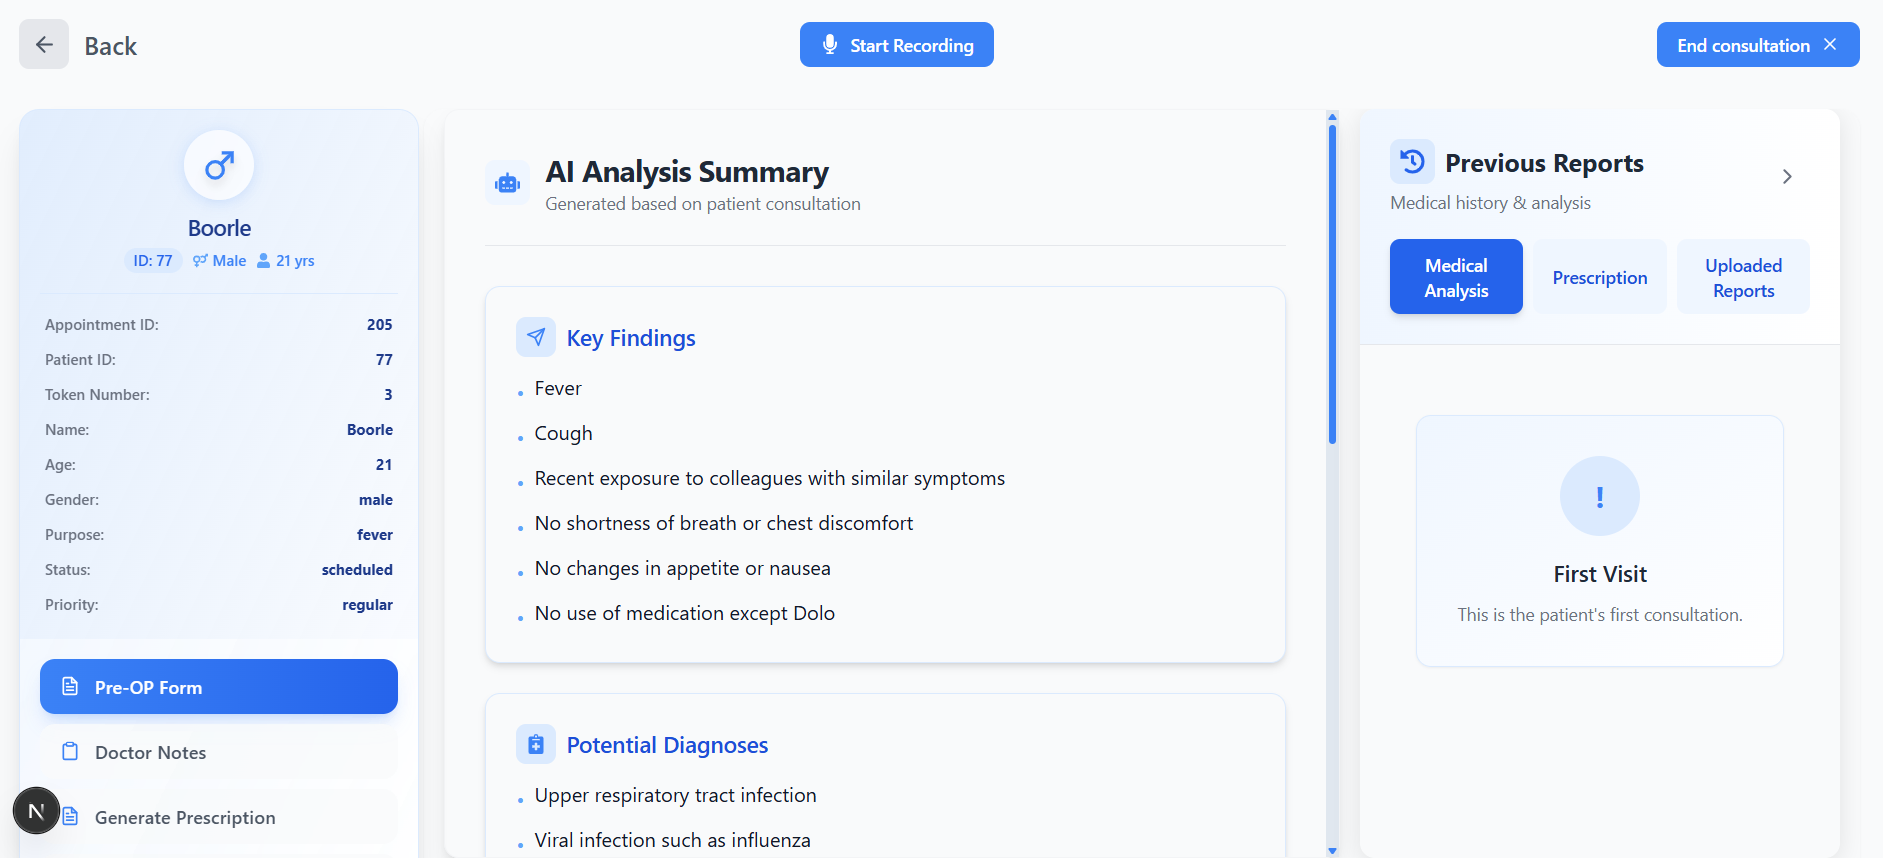 Back
Start Recording
End consultation
Boorle
ID: 77 Male 21 yrs
Appointment ID: 205
Patient ID: 77
Token Number: 3
Name: Boorle
Age: 21
Gender: male
Purpose: fever
Status: scheduled
Priority: regular
Pre-OP Form
Doctor Notes
Generate Prescription
N
AI Analysis Summary
Generated based on patient consultation
Key Findings
Fever
Cough
Recent exposure to colleagues with similar symptoms
No shortness of breath or chest discomfort
No changes in appetite or nausea
No use of medication except Dolo
Potential Diagnoses
Upper respiratory tract infection
Viral infection such as influenza
Previous Reports
Medical history & analysis
Medical
Analysis
Prescription
Uploaded
Reports
!
First Visit
This is the patient's first consultation.